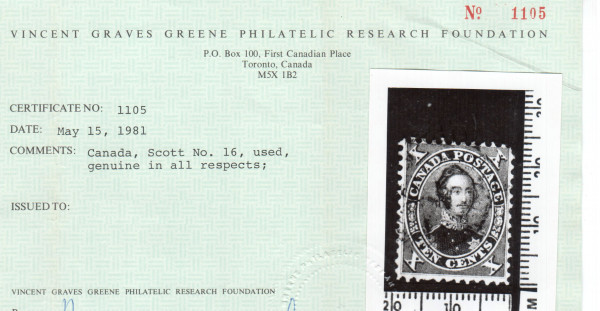 No 1105
VINCENT GRAVES GREENE PHILATELIC RESEARCH FOUNDATION
P.O. Box 100, First Canadian Place
Toronto, Canada
M5X 1B2
CERTIFICATE NO: 1105
DATE: May 15, 1981
COMMENTS: Canada, Scott No. 16, used,
genuine in all respects;
ISSUED TO:
CANADA POSTAGE
TEN CENTS
VINCENT GRAVES GREENE PHILATELIC RESEARCH FOUNDATION